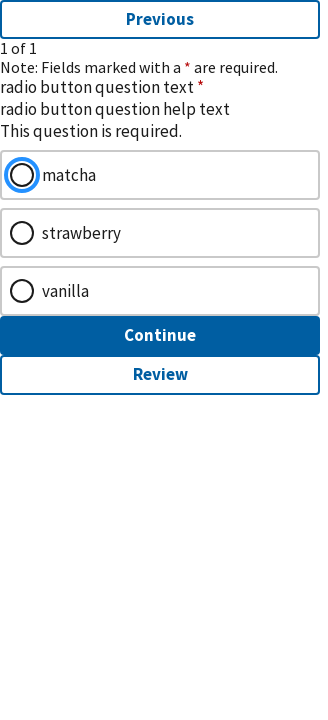 Previous
1 of 1
Note: Fields marked with a * are required.
radio button question text *
radio button question help text
This question is required.
matcha
strawberry
vanilla
Continue
Review